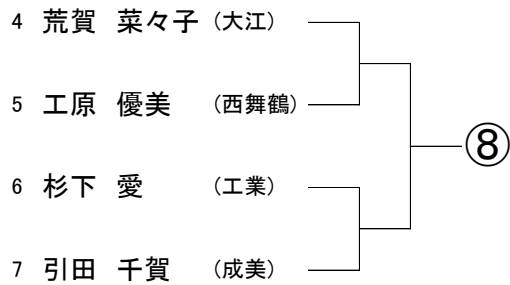 4 荒賀 菜々子 (大江)
5 工原 優美 (西舞鶴)
⑧
6 杉下 愛 (工業)
7 引田 千賀 (成美)